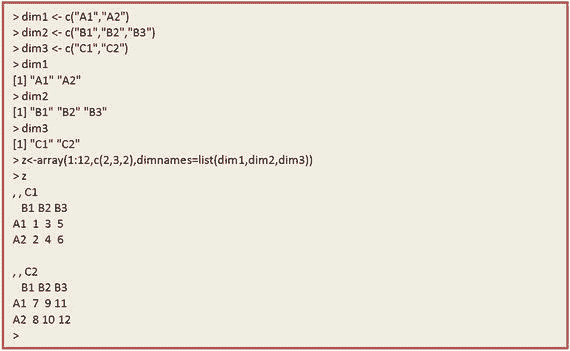 > dim1 <- c("A1","A2")
> dim2 <- c("B1","B2","B3")
> dim3 <- c("C1","C2")
> dim1
[1] "A1" "A2"
> dim2
[1] "B1" "B2" "B3"
> dim3
[1] "C1" "C2"
> z<-array(1:12,c(2,3,2),dimnames=list(dim1,dim2,dim3))
> z
, , C1
B1 B2 B3
A1 1 3 5
A2 2 4 6
, , C2
B1 B2 B3
A1 7 9 11
A2 8 10 12
>